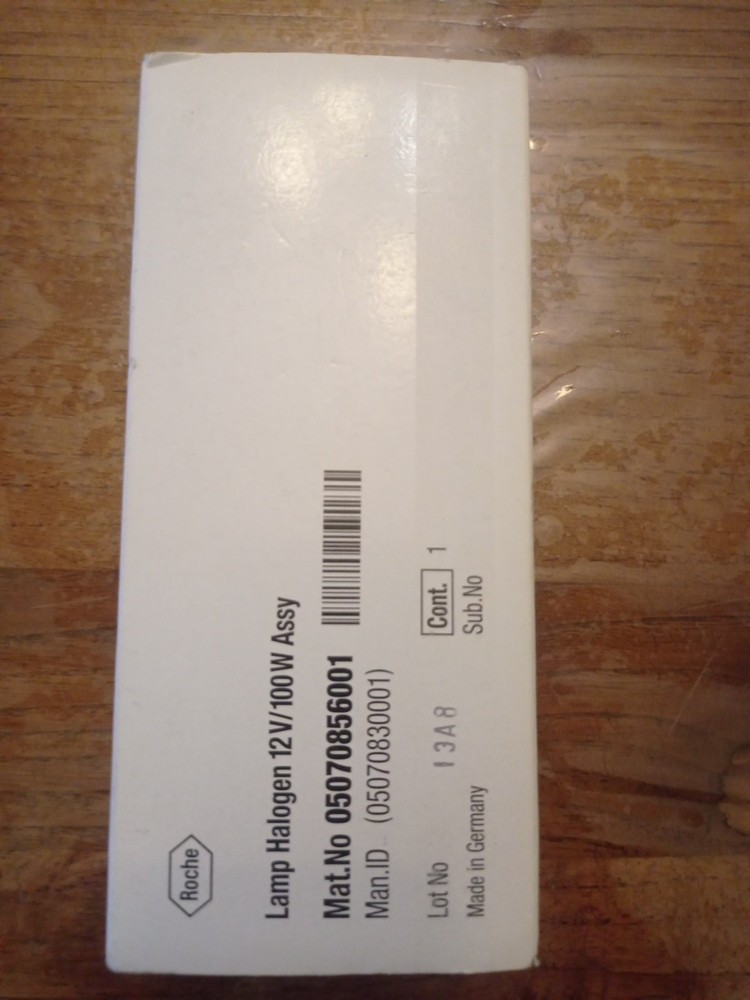 Roche
Lamp Halogen 12 V/100 W Assy
Mat.No 05070856001
Man.ID (05070830001)
Lot No 13A8 Cont. 1
Made in Germany Sub.No